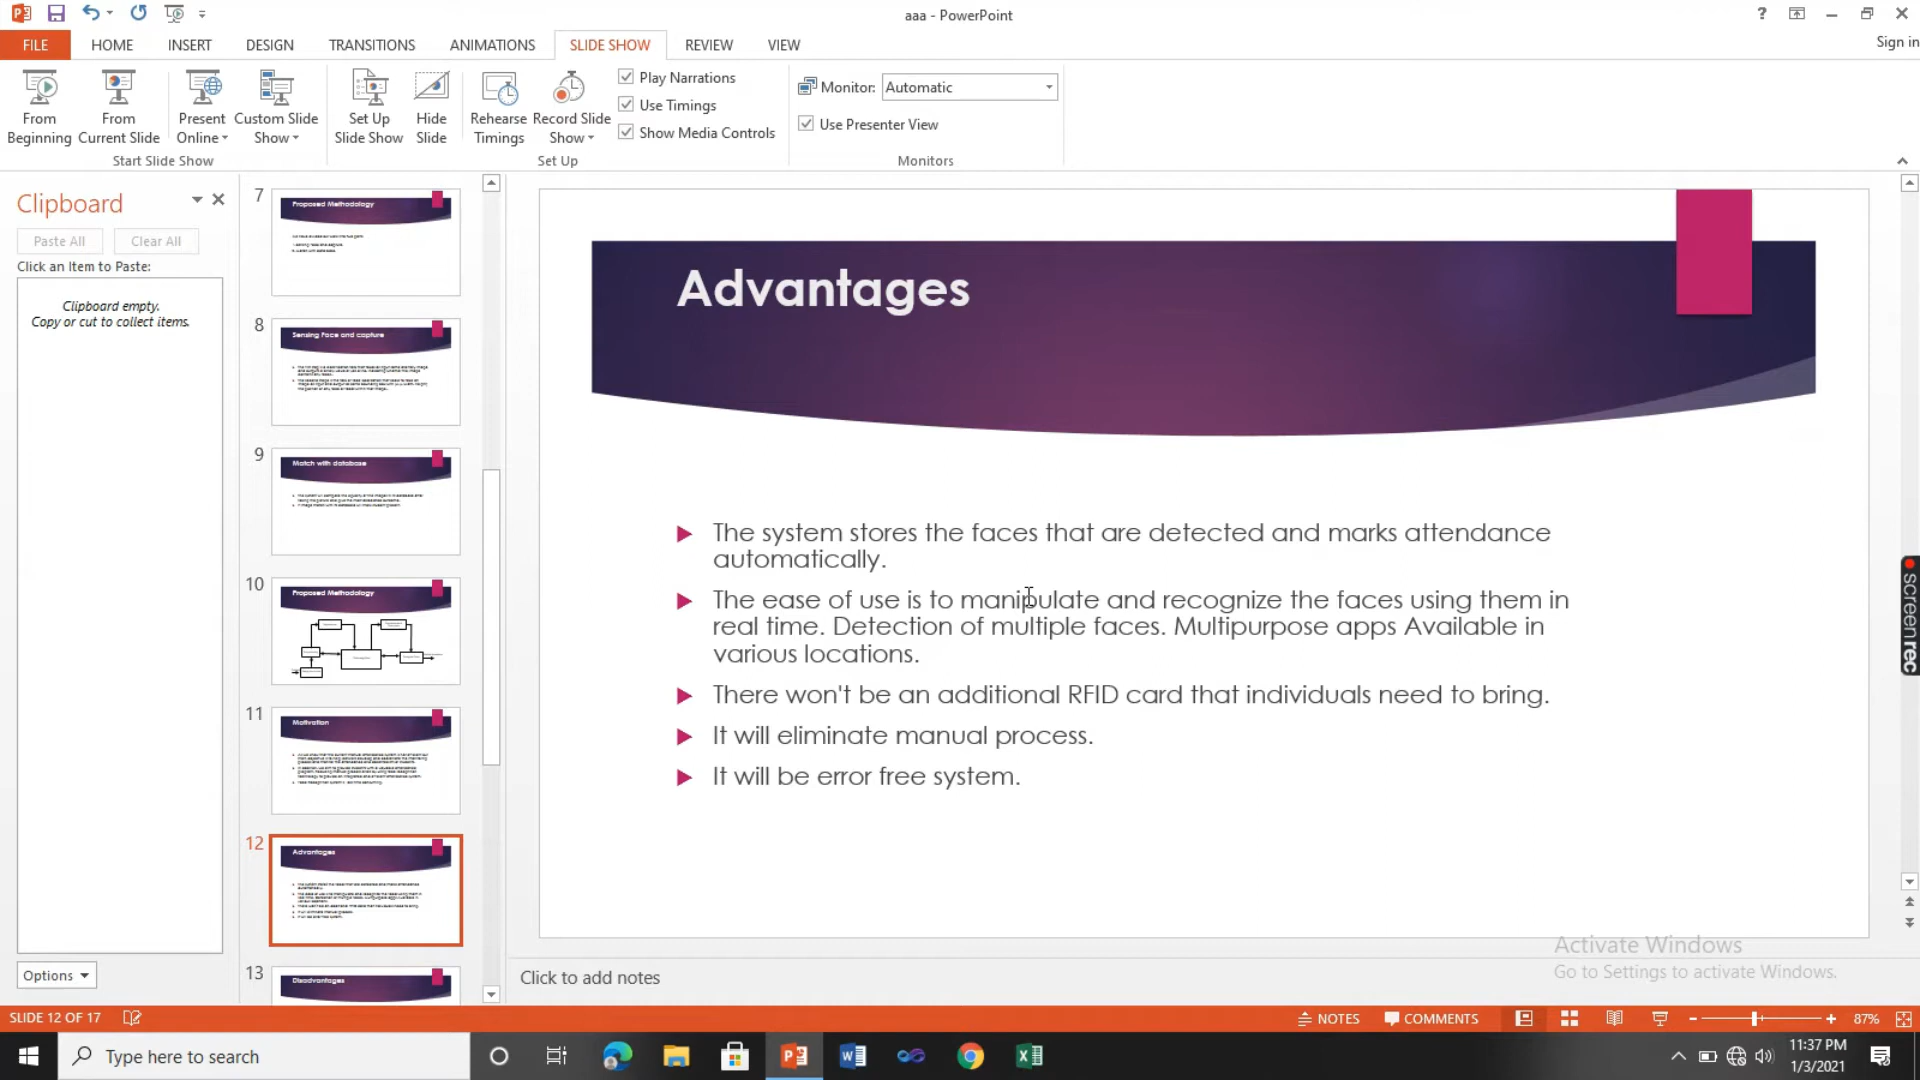 aaa - PowerPoint
Sign in
FILE
HOME
INSERT
DESIGN
TRANSITIONS
ANIMATIONS
SLIDE SHOW
REVIEW
VIEW
From Beginning
From Current Slide
Present Online
Custom Slide Show
Start Slide Show
Set Up Slide Show
Hide Slide
Rehearse Timings
Record Slide Show
Play Narrations
Use Timings
Show Media Controls
Set Up
Monitor: Automatic
Use Presenter View
Monitors
Clipboard
Paste All
Clear All
Click an Item to Paste:
Clipboard empty.
Copy or cut to collect items.
Options
7
Proposed Methodology
8
Sensing Face and capture
9
Match with database
10
Proposed Methodology
11
Motivation
12
Advantages
13
Disadvantages
Advantages
The system stores the faces that are detected and marks attendance
automatically.
The ease of use is to manipulate and recognize the faces using them in
real time. Detection of multiple faces. Multipurpose apps Available in
various locations.
There won't be an additional RFID card that individuals need to bring.
It will eliminate manual process.
It will be error free system.
screenrec
Activate Windows
Go to Settings to activate Windows.
Click to add notes
SLIDE 12 OF 17
NOTES
COMMENTS
87%
Type here to search
11:37 PM
1/3/2021